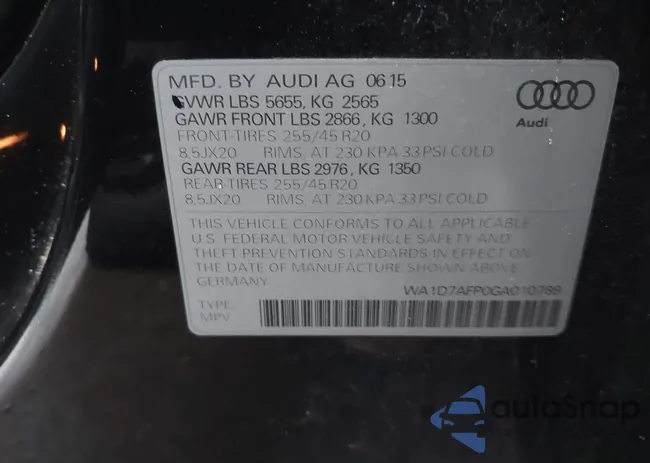 MFD. BY AUDI AG 06 15
GVWR LBS 5655, KG 2565
GAWR FRONT LBS 2866, KG 1300
FRONT-TIRES 255/45 R20
8.5JX20 RIMS, AT 230 KPA 33 PSI COLD
GAWR REAR LBS 2976, KG 1350
REAR-TIRES 255/45 R20
8.5JX20 RIMS, AT 230 KPA 33 PSI COLD
THIS VEHICLE CONFORMS TO ALL APPLICABLE
U.S. FEDERAL MOTOR VEHICLE SAFETY AND
THEFT PREVENTION STANDARDS IN EFFECT ON
THE DATE OF MANUFACTURE SHOWN ABOVE
GERMANY
WA1D7AFP0GA010788
TYPE:
MPV
Audi
autoSnap